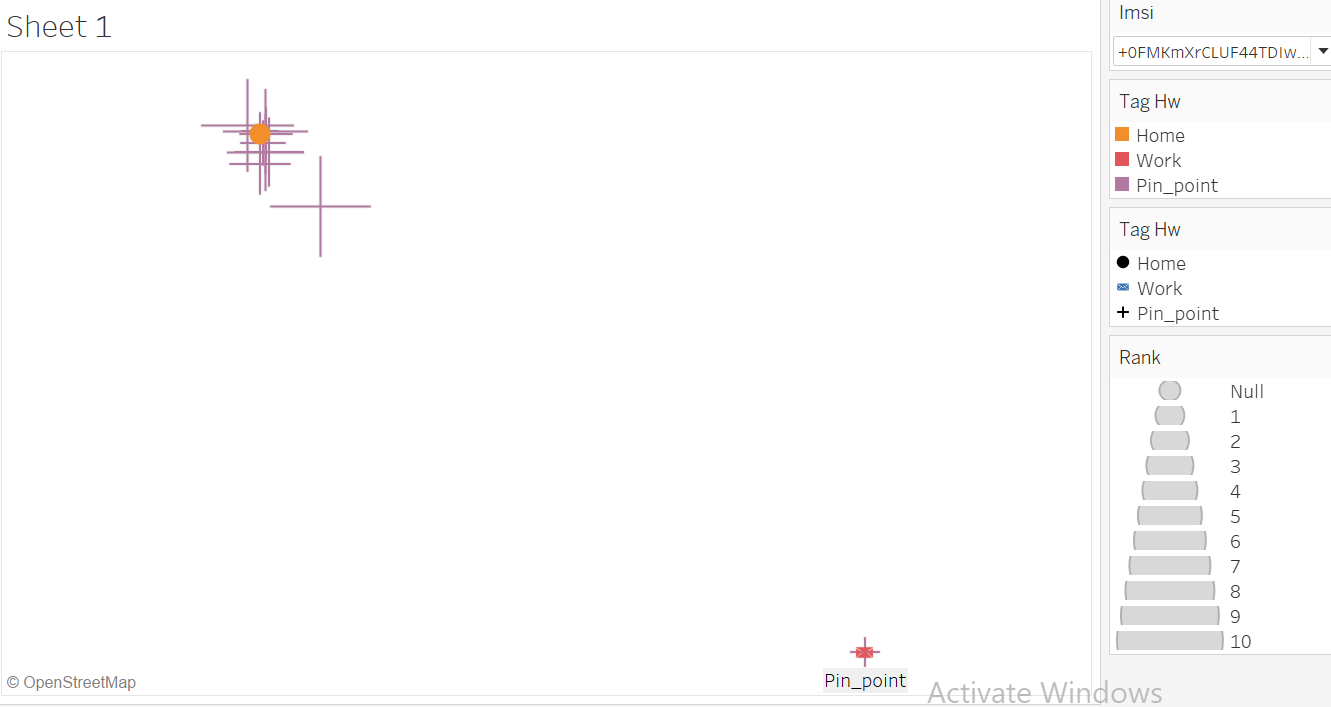 Sheet 1
© OpenStreetMap
Pin_point
Imsi
+0FMKmXrCLUF44TDIw...
Tag Hw
Home
Work
Pin_point
Tag Hw
Home
Work
Pin_point
Rank
Null
1
2
3
4
5
6
7
8
9
10
Activate Windows